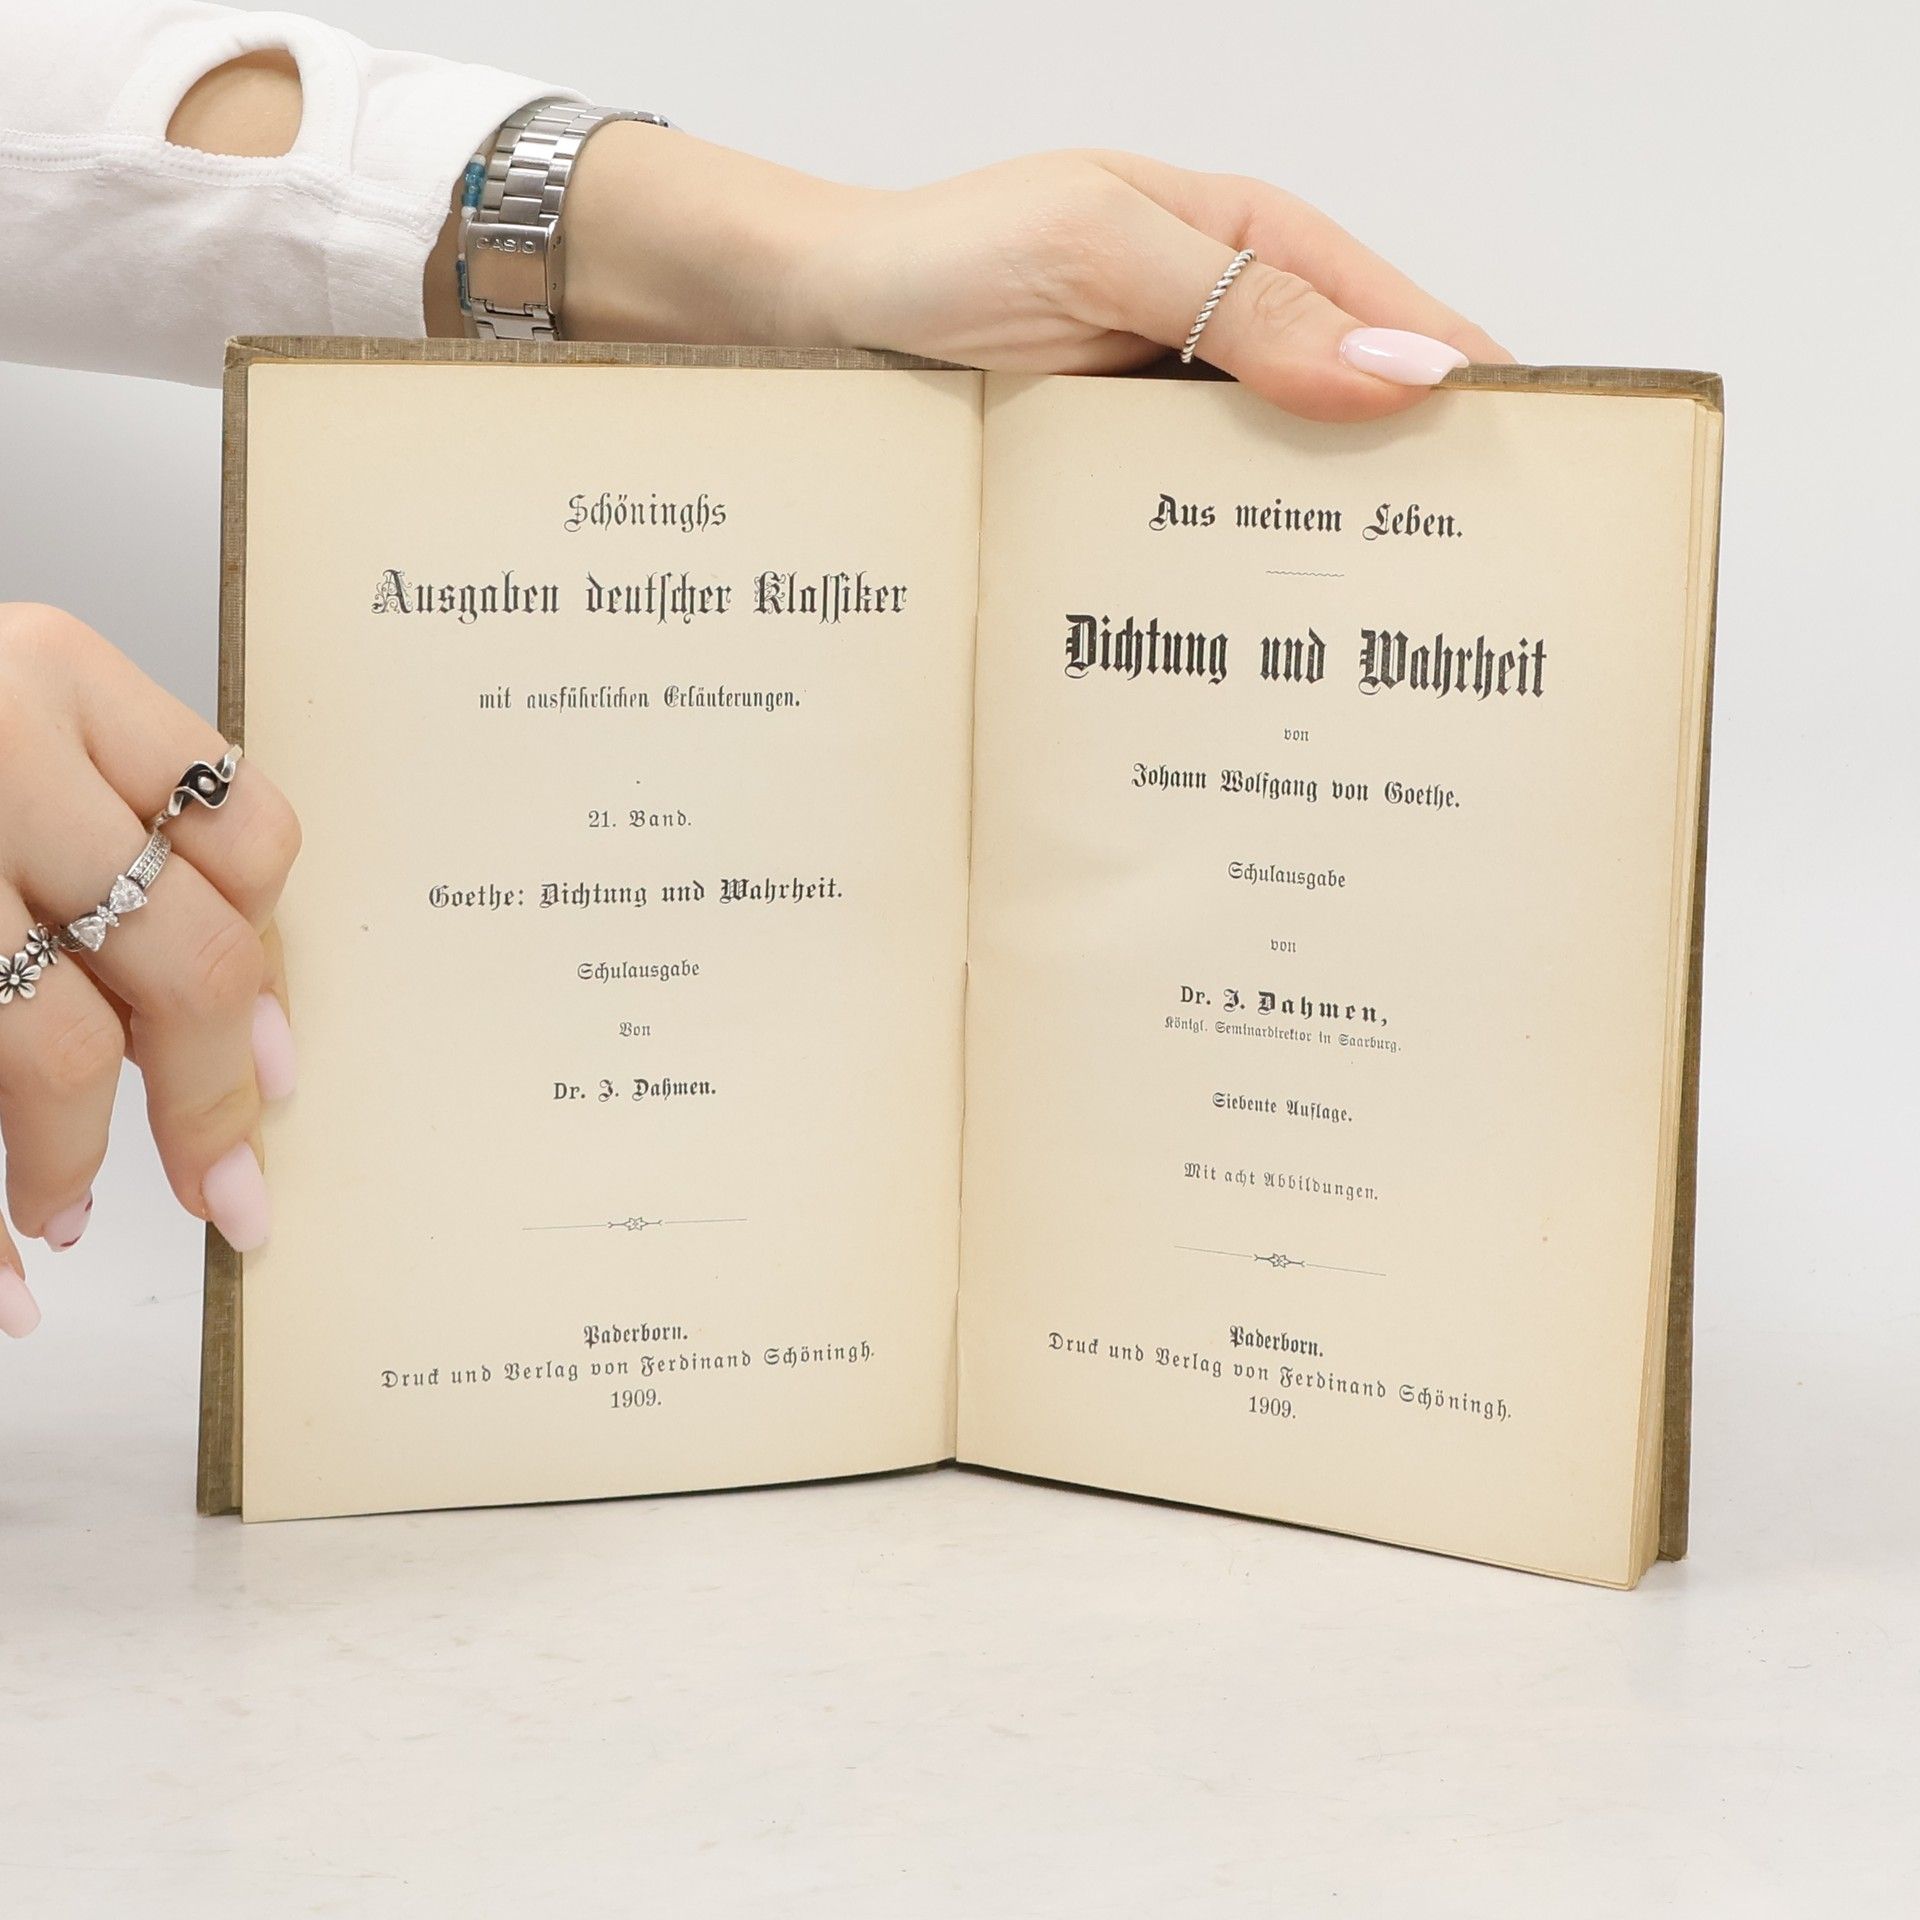 CASIO
Schöninghs
Ausgaben deutscher Klassiker
mit ausführlichen Erläuterungen.
21. Band.
Goethe: Dichtung und Wahrheit.
Schulausgabe
Von
Dr. J. Dahmen.
Paderborn.
Druck und Verlag von Ferdinand Schöningh.
1909.
Aus meinem Leben.
Dichtung und Wahrheit
von
Johann Wolfgang von Goethe.
Schulausgabe
von
Dr. J. Dahmen,
Königl. Seminardirektor in Saarburg.
Siebente Auflage.
Mit acht Abbildungen.
Paderborn.
Druck und Verlag von Ferdinand Schöningh.
1909.